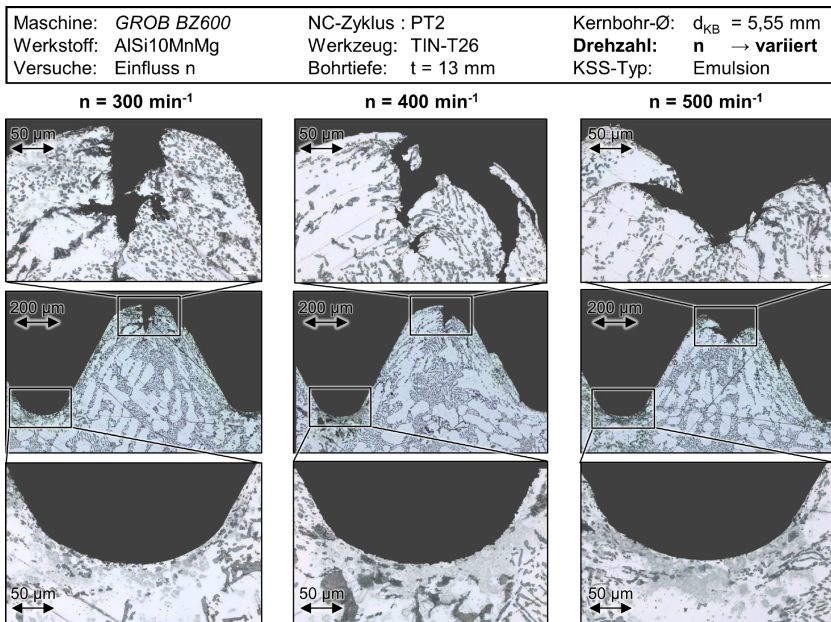 Maschine: GROB BZ600 NC-Zyklus : PT2 Kernbohr-Ø: dKB = 5,55 mm
Werkstoff: AlSi10MnMg Werkzeug: TIN-T26 Drehzahl: n → variiert
Versuche: Einfluss n Bohrtiefe: t = 13 mm KSS-Typ: Emulsion
n = 300 min-1 n = 400 min-1 n = 500 min-1
50 µm 50 µm 50 µm
200 µm 200 µm 200 µm
50 µm 50 µm 50 µm